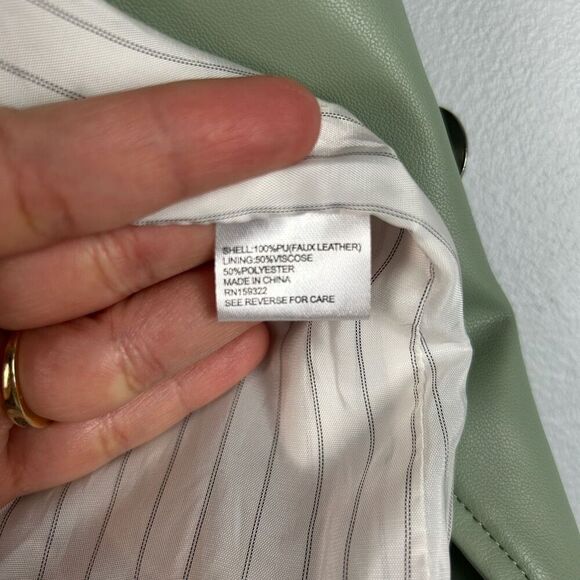 SHELL:100%PU(FAUX LEATHER)
LINING:50%VISCOSE
50%POLYESTER
MADE IN CHINA
RN159322
SEE REVERSE FOR CARE